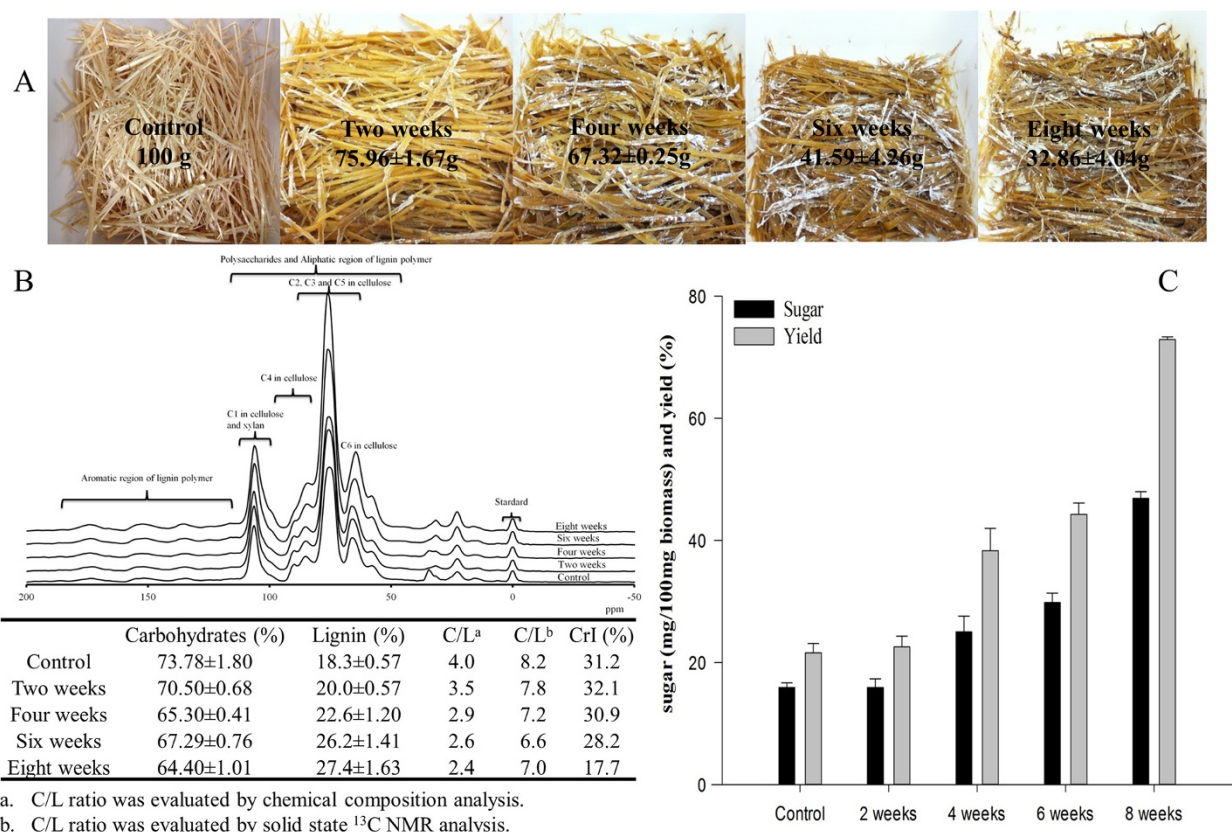 A
Control
100 g
Two weeks
75.96±1.67g
Four weeks
67.32±0.25g
Six weeks
41.59±4.26g
Eight weeks
32.86±4.04g
B
Polysaccharides and Aliphatic region of lignin polymer
C2, C3 and C5 in cellulose
C4 in cellulose
C1 in cellulose
and xylan
C6 in cellulose
Aromatic region of lignin polymer
Stardard
Eight weeks
Six weeks
Four weeks
Two weeks
Control
200 150 100 50 0 -50
ppm
Carbohydrates (%) Lignin (%) C/Lᵃ C/Lᵇ CrI (%)
Control 73.78±1.80 18.3±0.57 4.0 8.2 31.2
Two weeks 70.50±0.68 20.0±0.57 3.5 7.8 32.1
Four weeks 65.30±0.41 22.6±1.20 2.9 7.2 30.9
Six weeks 67.29±0.76 26.2±1.41 2.6 6.6 28.2
Eight weeks 64.40±1.01 27.4±1.63 2.4 7.0 17.7
a. C/L ratio was evaluated by chemical composition analysis.
b. C/L ratio was evaluated by solid state ¹³C NMR analysis.
C
Sugar
Yield
sugar (mg/100mg biomass) and yield (%)
80
60
40
20
0
Control 2 weeks 4 weeks 6 weeks 8 weeks